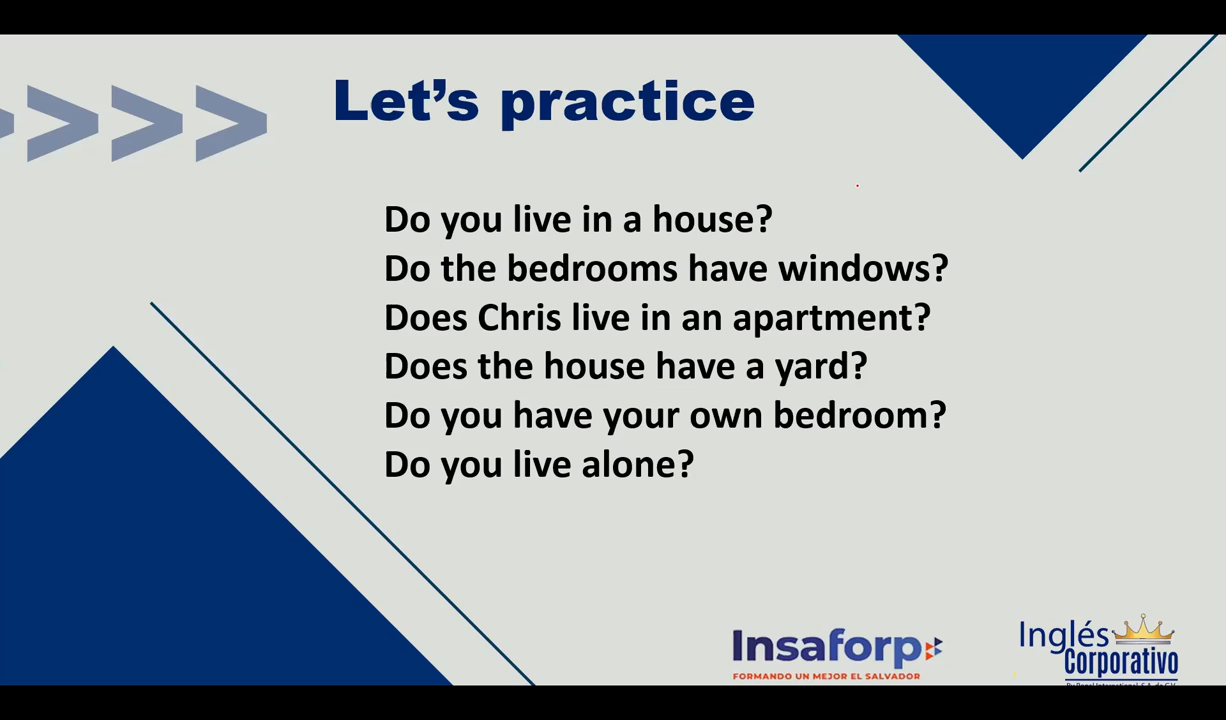 Let's practice
Do you live in a house?
Do the bedrooms have windows?
Does Chris live in an apartment?
Does the house have a yard?
Do you have your own bedroom?
Do you live alone?
Insaforp
FORMANDO UN MEJOR EL SALVADOR
Inglés
Corporativo